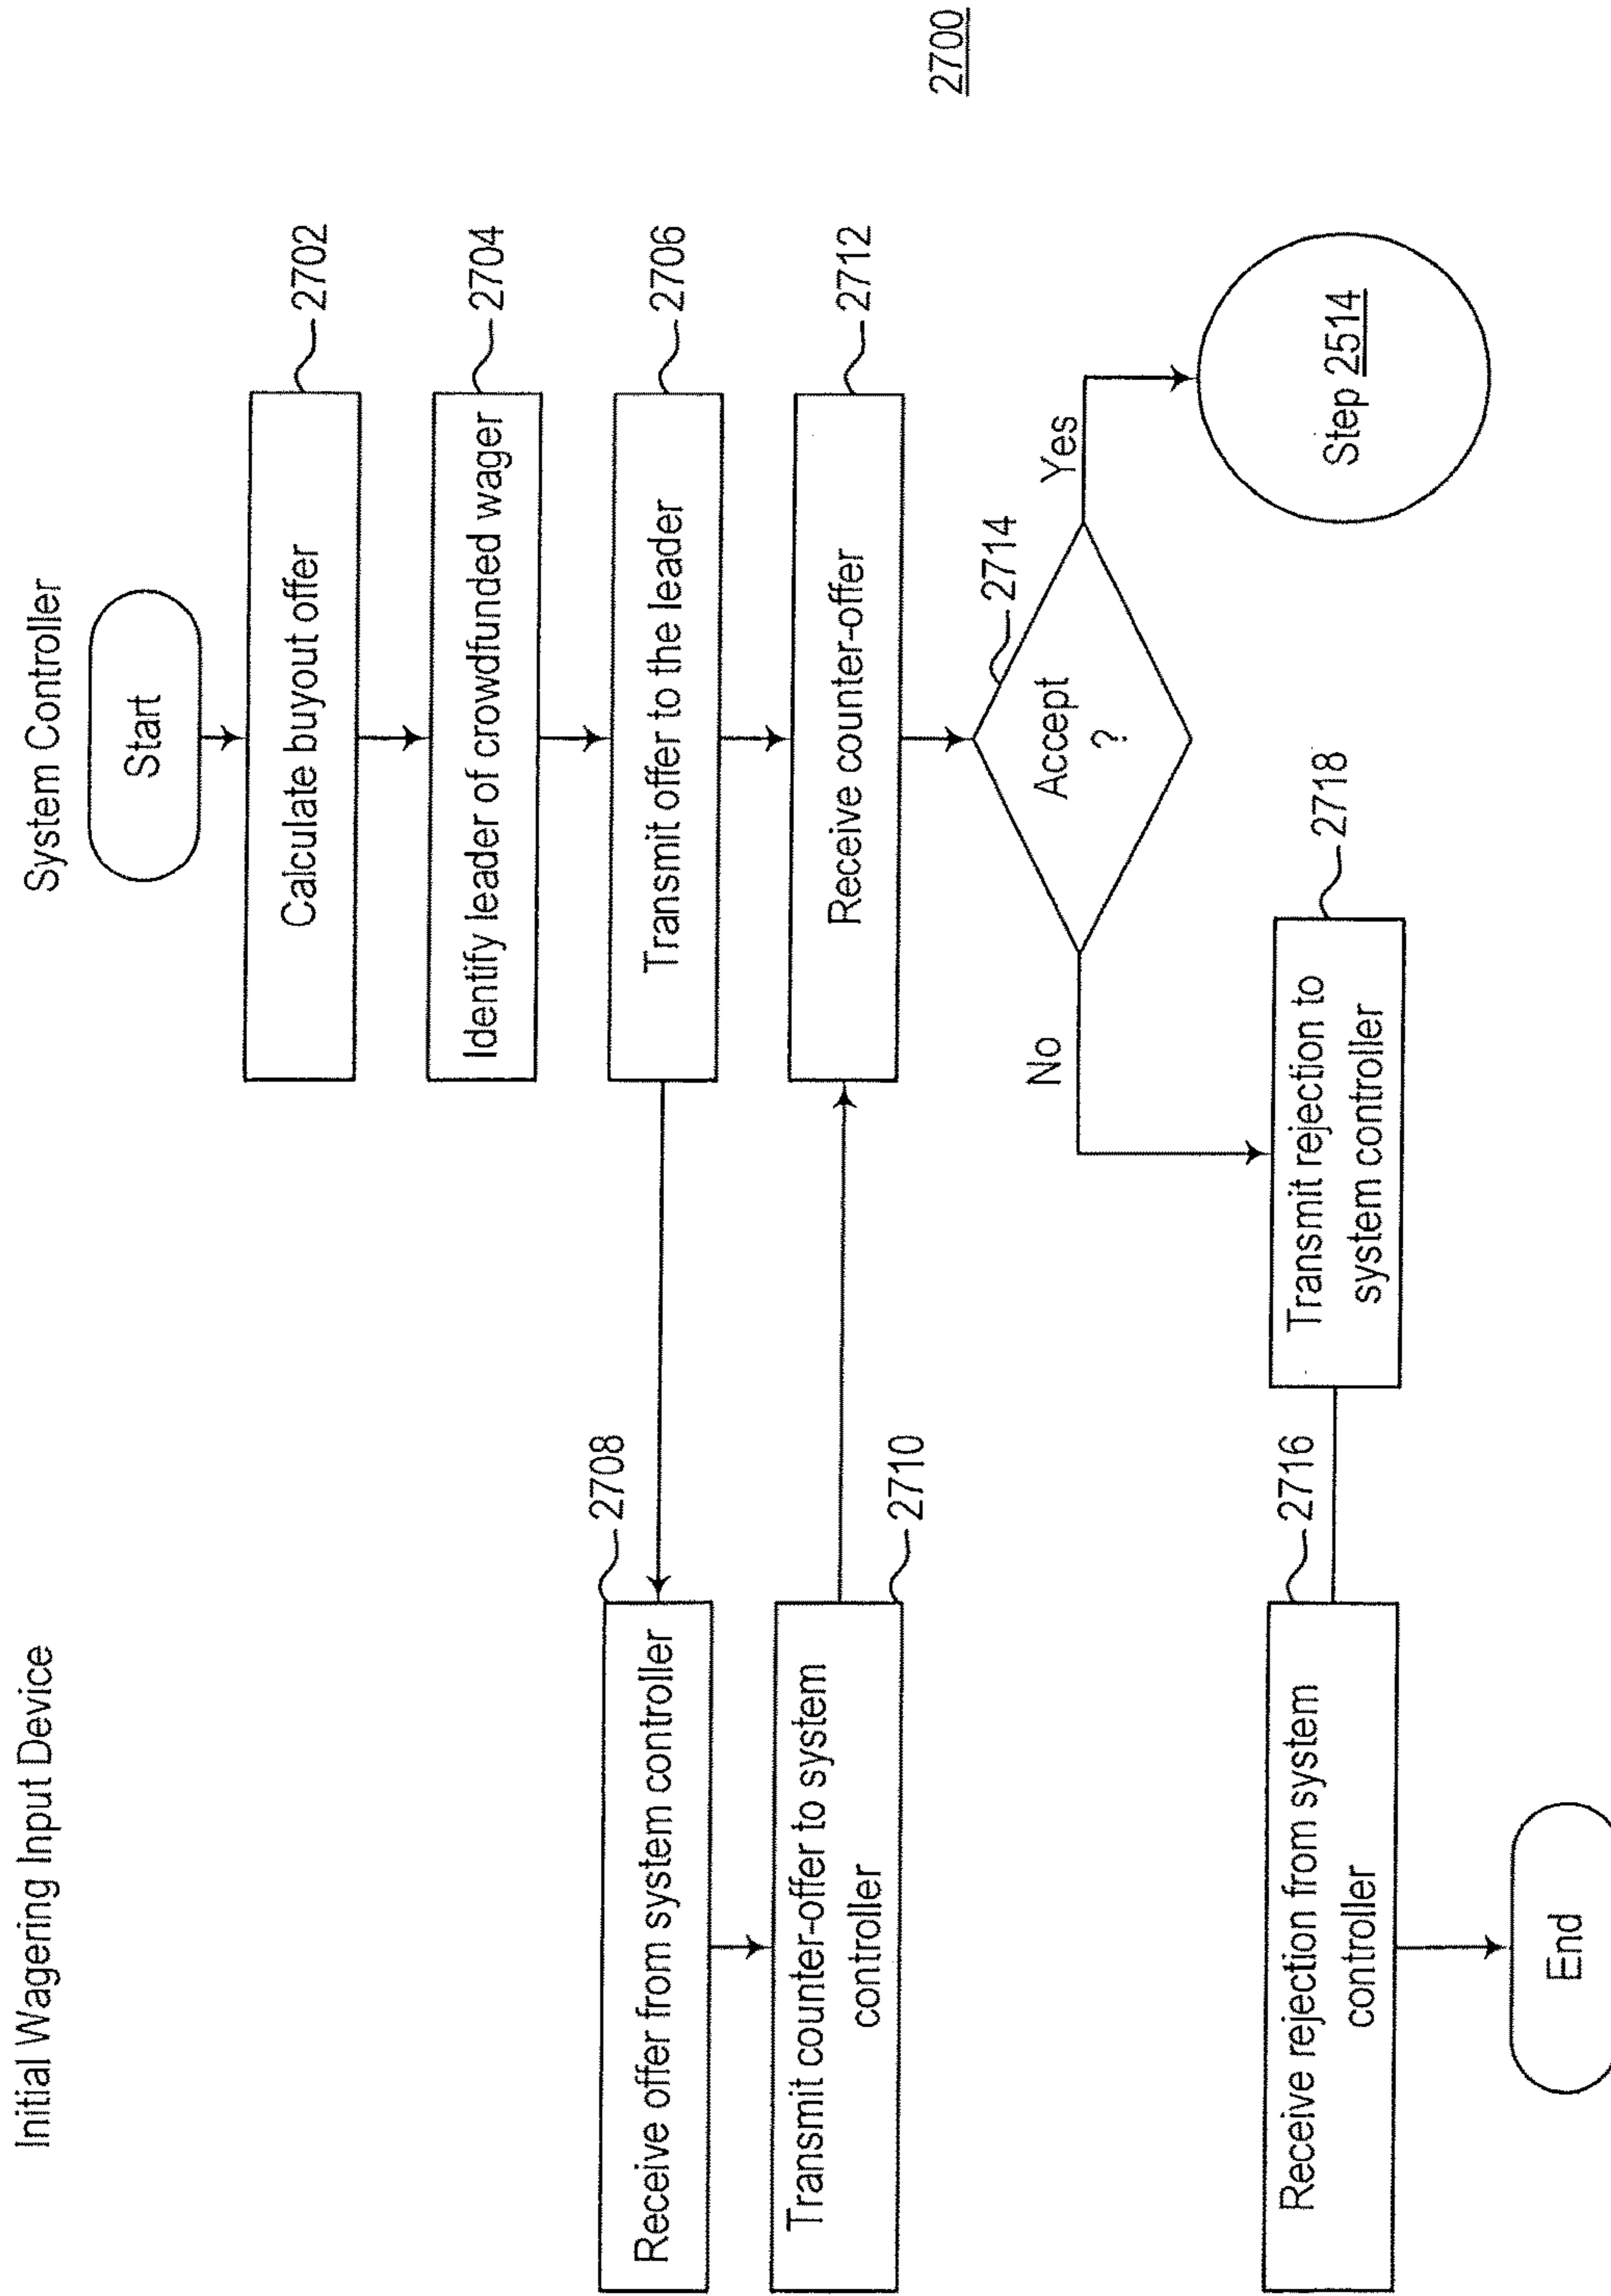 Initial Wagering Input Device
System Controller
Start
Calculate buyout offer
2702
Identify leader of crowdfunded wager
2704
Transmit offer to the leader
2706
2708
Receive offer from system controller
Transmit counter-offer to system
controller
2710
Receive counter-offer
2712
2714
Accept
?
Yes
No
Step 2514
2716
Receive rejection from system
controller
Transmit rejection to
system controller
2718
End
2700